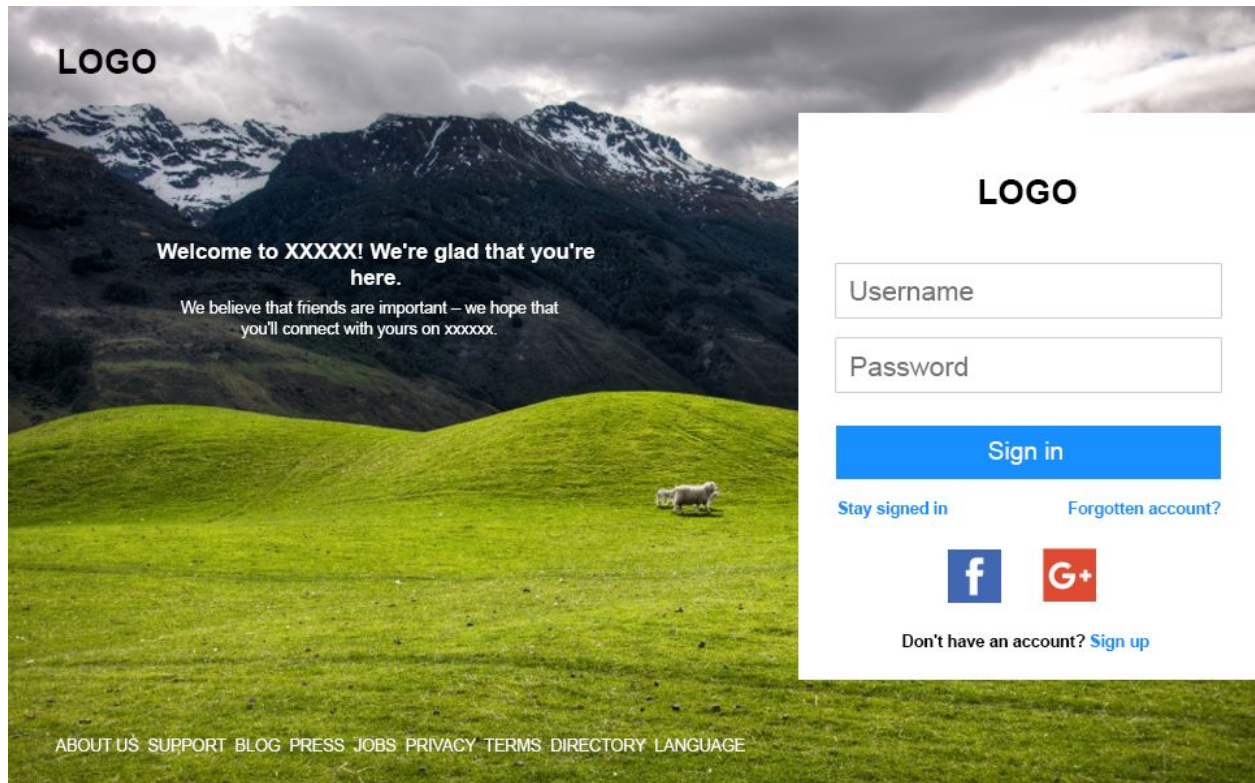 LOGO
Welcome to XXXXX! We're glad that you're
here.
We believe that friends are important – we hope that
you'll connect with yours on xxxxxx.
LOGO
Username
Password
Sign in
Stay signed in
Forgotten account?
f
G+
Don't have an account? Sign up
ABOUT US SUPPORT BLOG PRESS JOBS PRIVACY TERMS DIRECTORY LANGUAGE